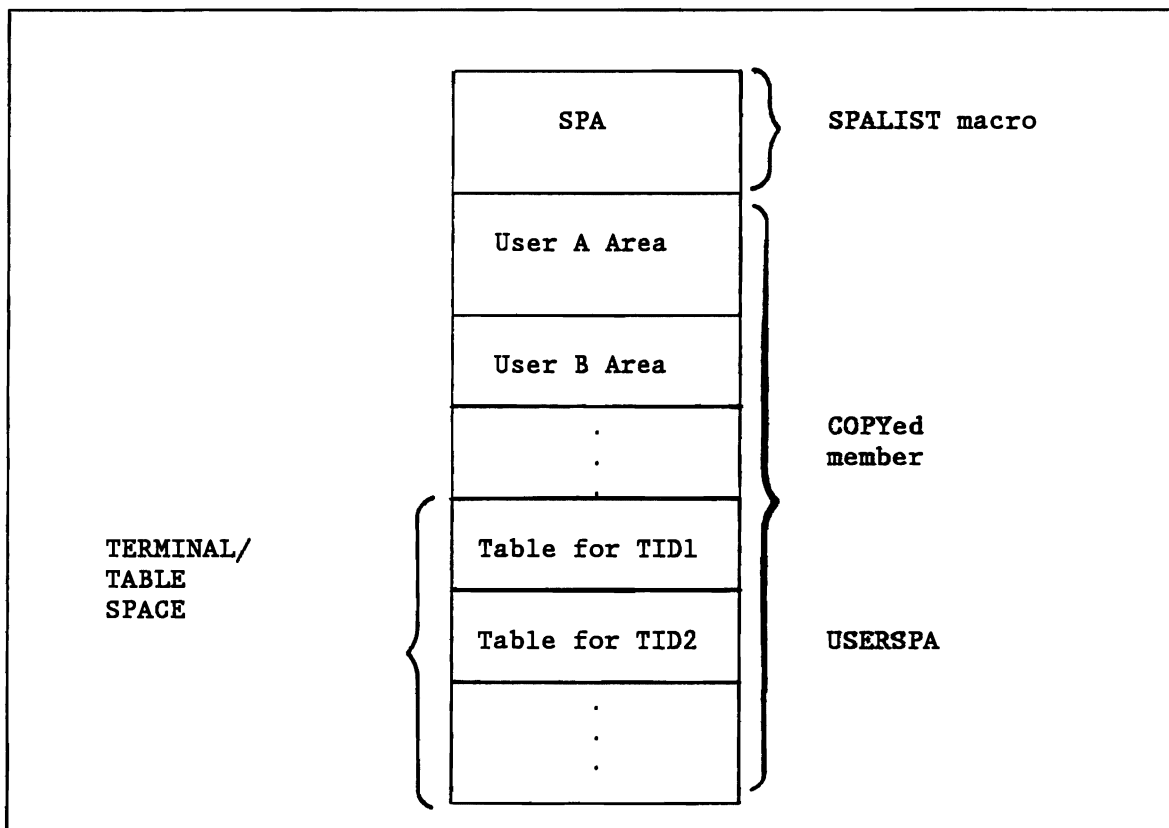 SPA
SPALIST macro
User A Area
User B Area
.
.
.
COPYed
member
TERMINAL/
TABLE
SPACE
Table for TID1
Table for TID2
USERSPA
.
.
.